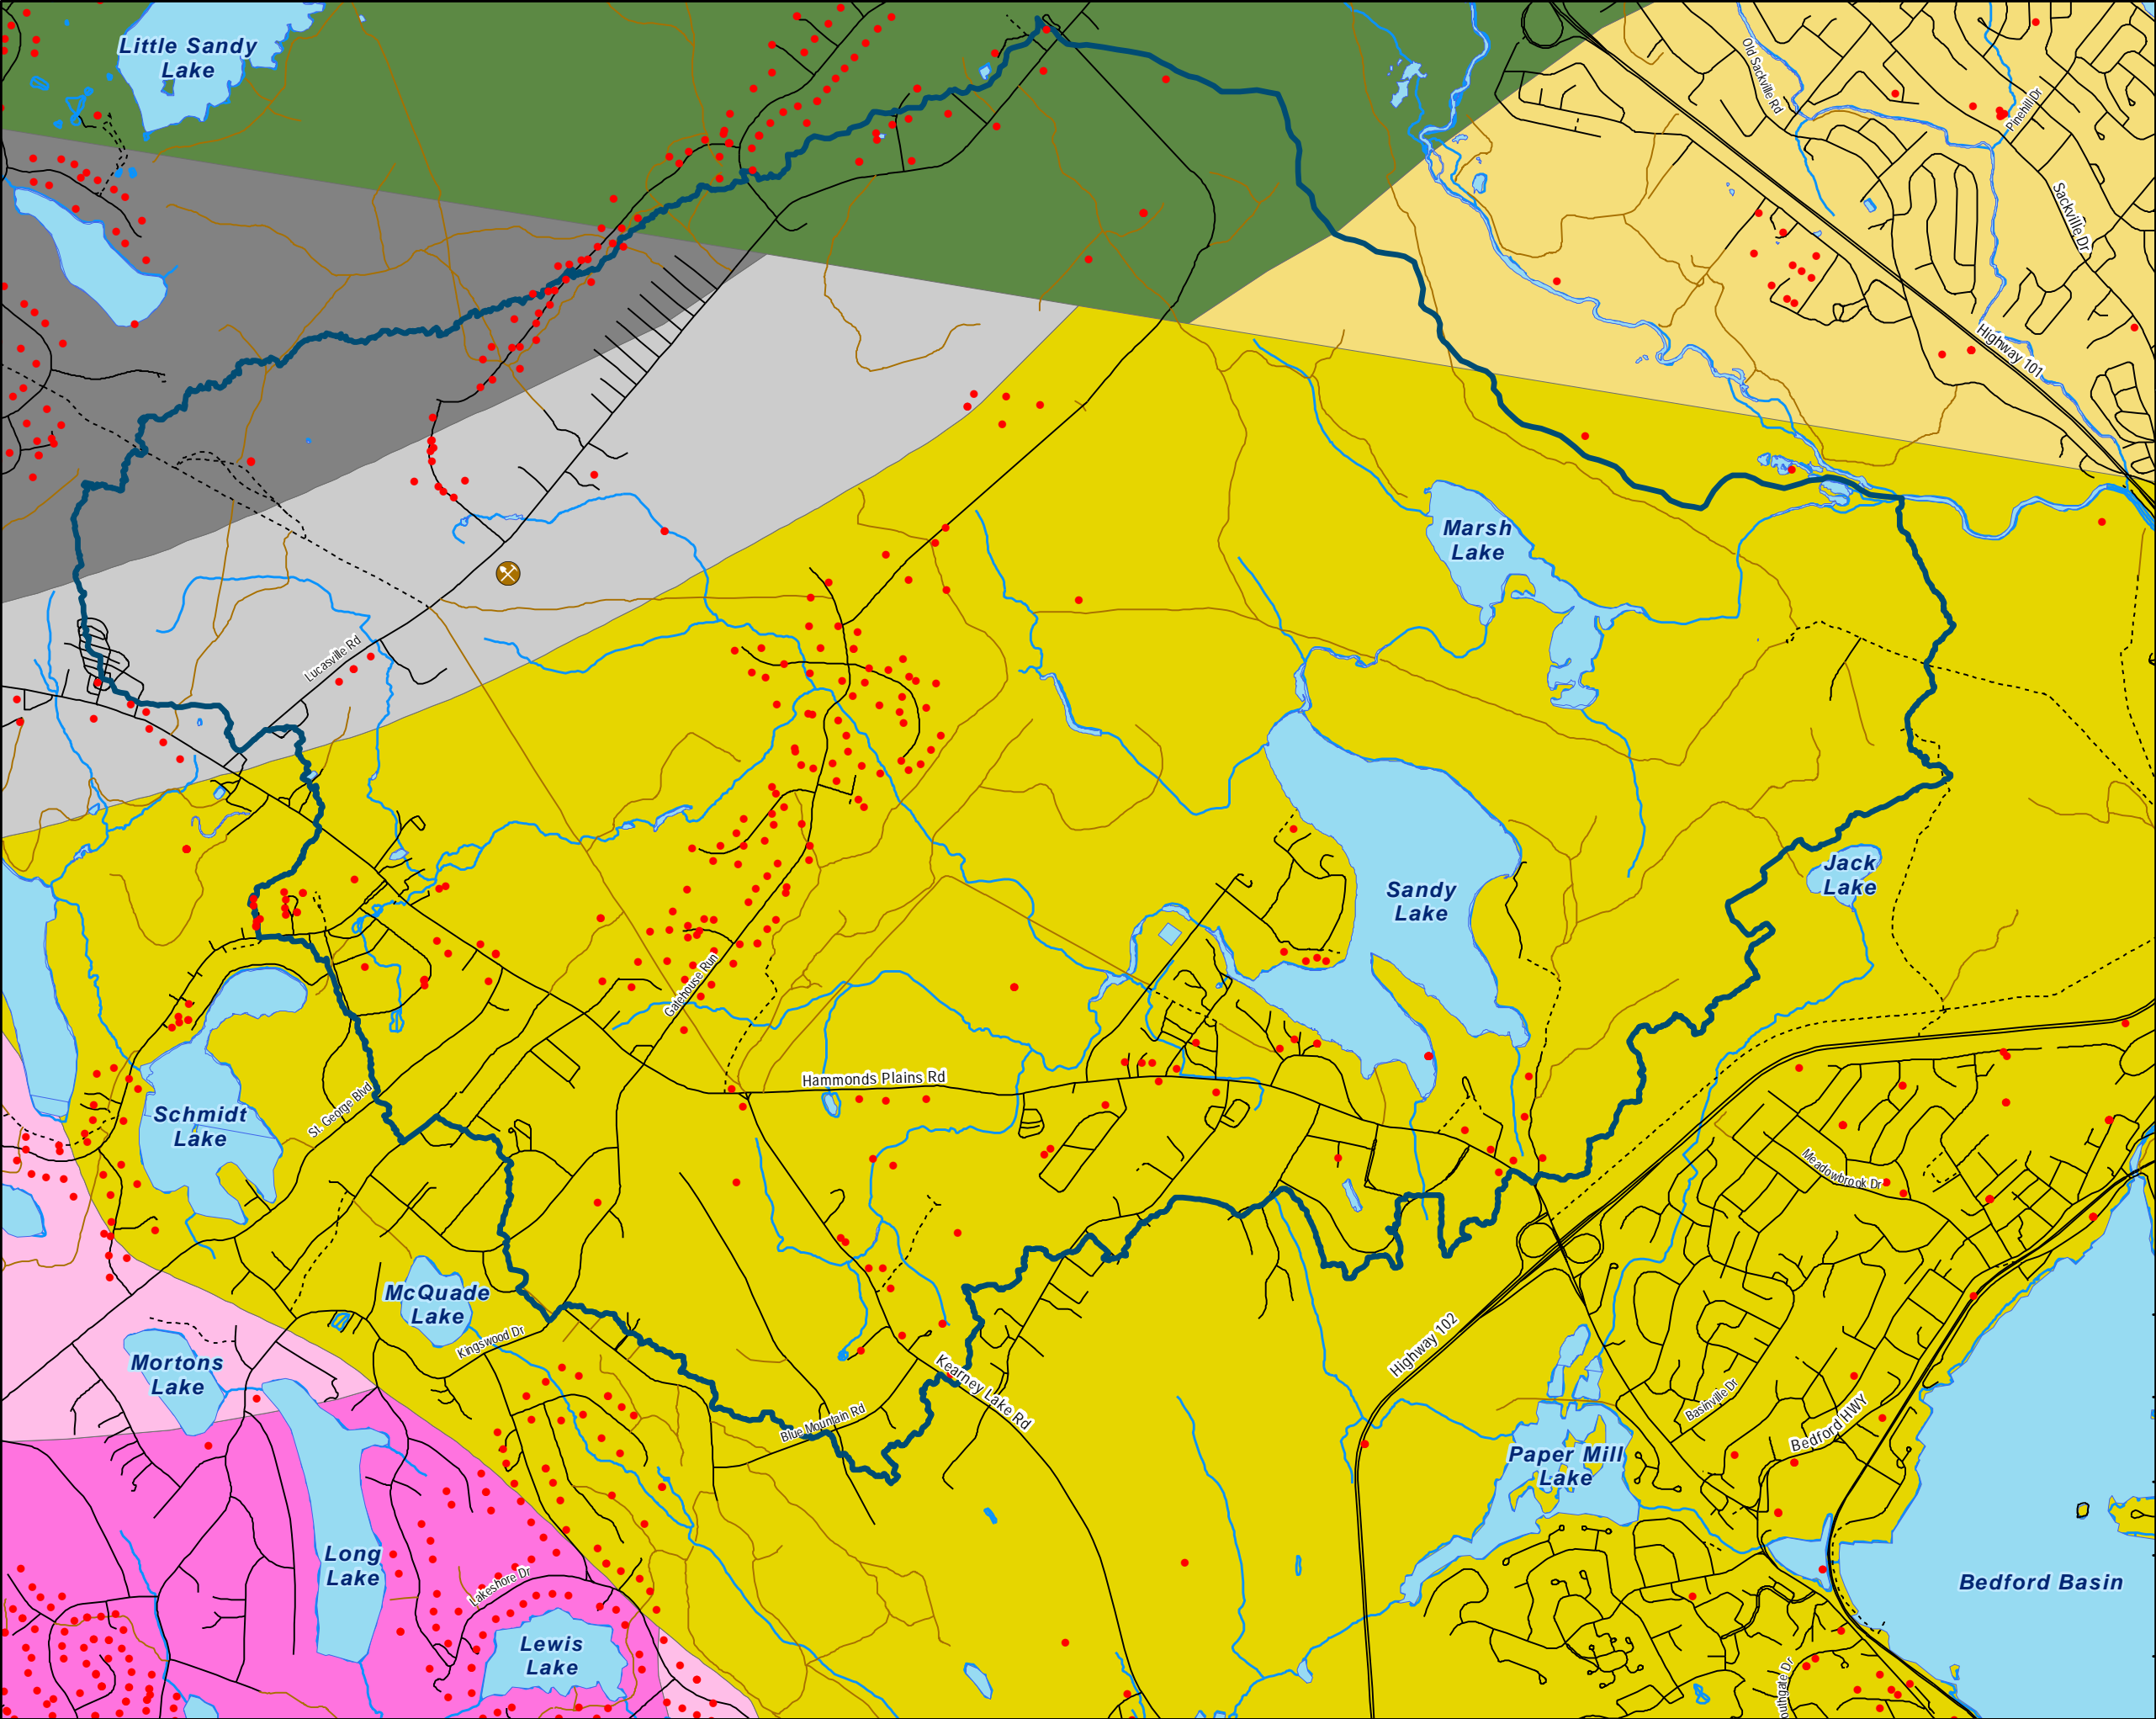 Little Sandy
Lake
Old Sackville Rd
Pinehill Dr
Sackville Dr
Highway 101
Marsh
Lake
Lucasville Rd
Jack
Lake
Sandy
Lake
Gatehouse Run
Hammonds Plains Rd
Schmidt
Lake
St. George Blvd
Meadowbrook Dr
McQuade
Lake
Kingswood Dr
Highway 102
Mortons
Lake
Kearney Lake Rd
Blue Mountain Rd
Basinville Dr
Bedford HWY
Paper Mill
Lake
Long
Lake
Lakeshore Dr
Bedford Basin
Lewis
Lake